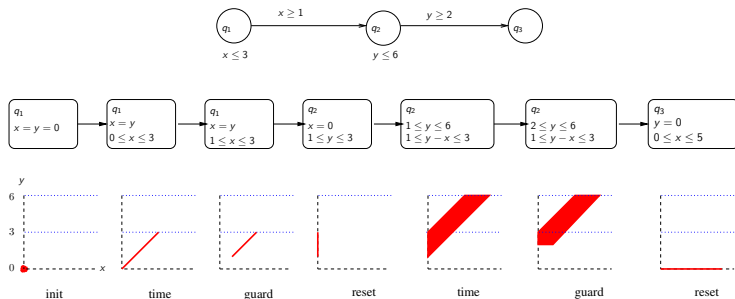 x ≥ 1
y ≥ 2
q₁
q₂
q₃
x ≤ 3
y ≤ 6
q₁
x = y = 0
q₁
x = y
0 ≤ x ≤ 3
q₁
x = y
1 ≤ x ≤ 3
q₂
x = 0
1 ≤ y ≤ 3
q₂
1 ≤ y ≤ 6
1 ≤ y − x ≤ 3
q₂
2 ≤ y ≤ 6
1 ≤ y − x ≤ 3
q₃
y = 0
0 ≤ x ≤ 5
y
6
3
0
x
init
time
guard
reset
time
guard
reset